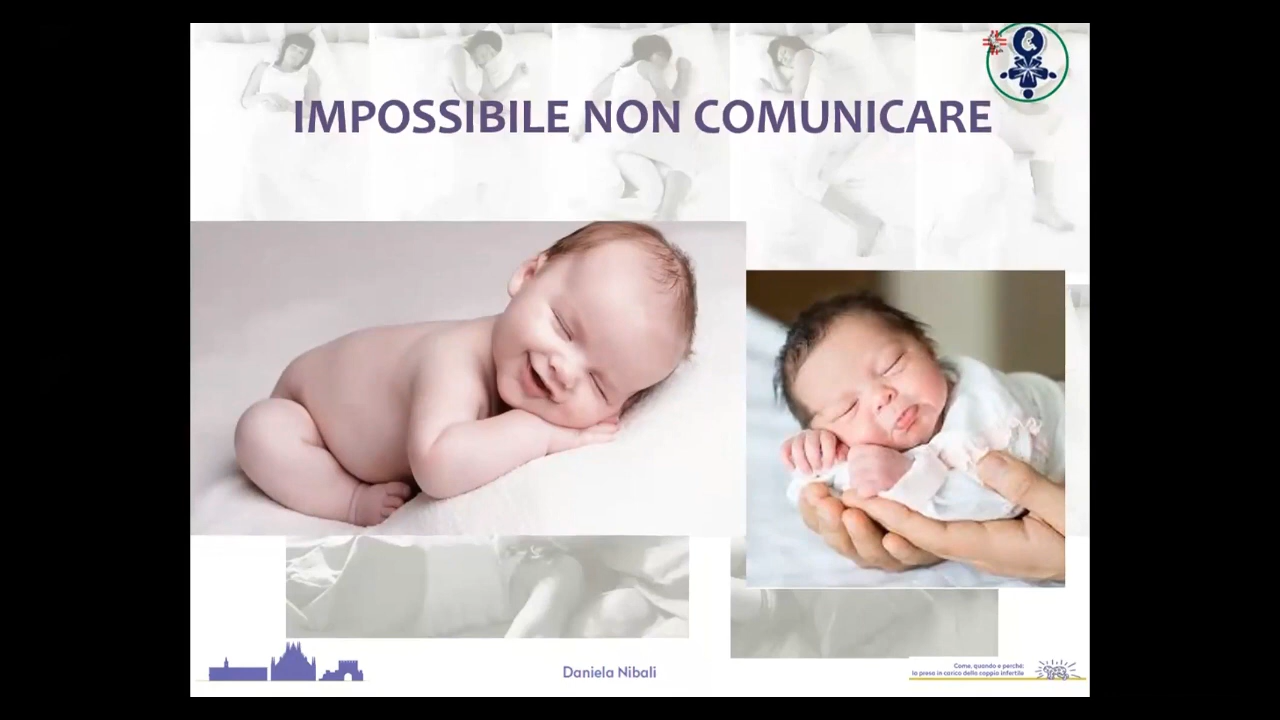 IMPOSSIBILE NON COMUNICARE
Daniela Nibali
Come, quando e perché:
la presa in carico della coppia infertile